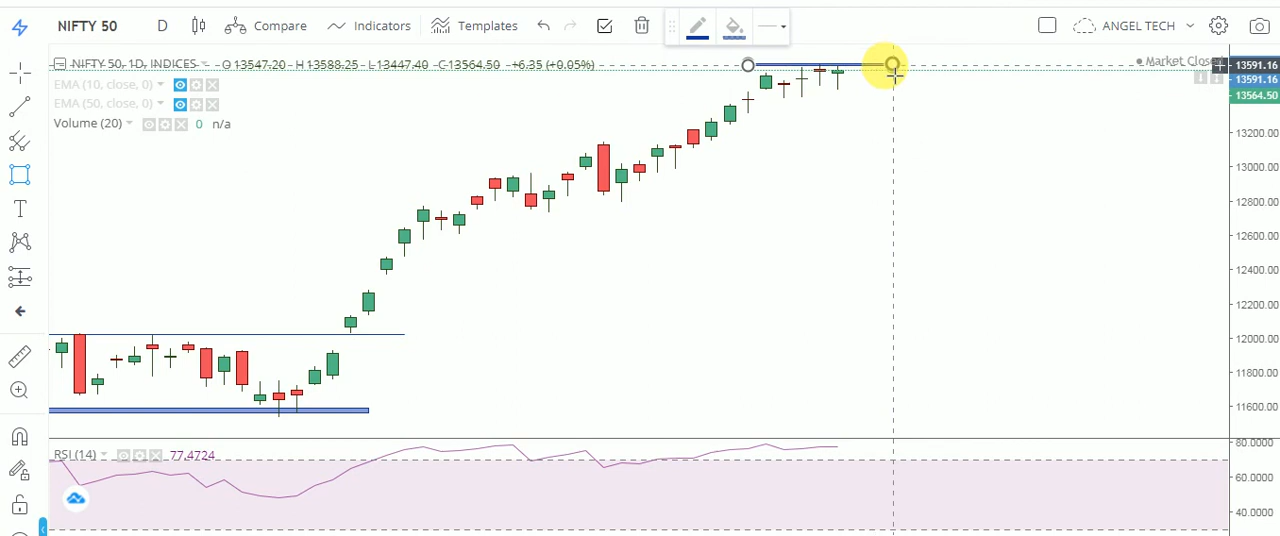 NIFTY 50 D Compare Indicators Templates ANGEL TECH
NIFTY 50, 1D, INDICES O 13547.20 H 13588.25 L 13447.40 C 13564.50 +6.35 (+0.05%)
Market Closed
13591.16
EMA (10, close, 0)
13591.16
EMA (50, close, 0)
13564.50
Volume (20) 0 n/a
13200.00
13000.00
12800.00
12600.00
12400.00
12200.00
12000.00
11800.00
11600.00
RSI (14) 77.4724
80.0000
60.0000
40.0000